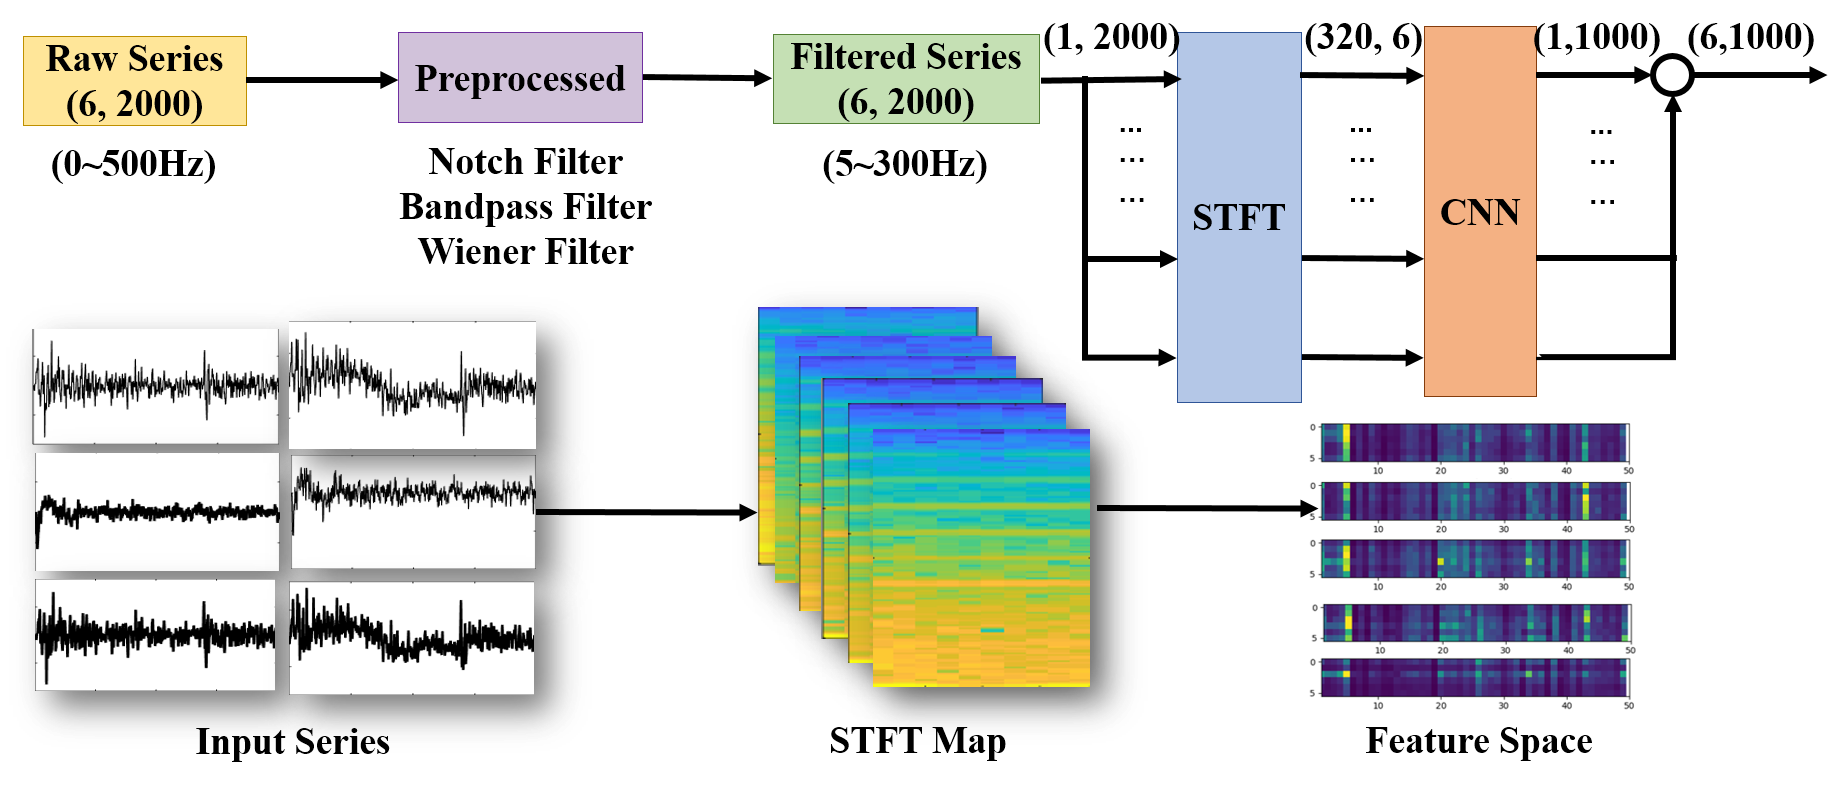 Raw Series
(6, 2000)
(0~500Hz)
Preprocessed
Notch Filter
Bandpass Filter
Wiener Filter
Filtered Series
(6, 2000)
(5~300Hz)
(1, 2000)
...
...
...
STFT
(320, 6)
...
...
...
CNN
(1,1000)
...
...
...
(6,1000)
Input Series
STFT Map
0
5
10 20 30 40 50
0
5
10 20 30 40 50
0
5
10 20 30 40 50
0
5
10 20 30 40 50
0
5
10 20 30 40 50
Feature Space